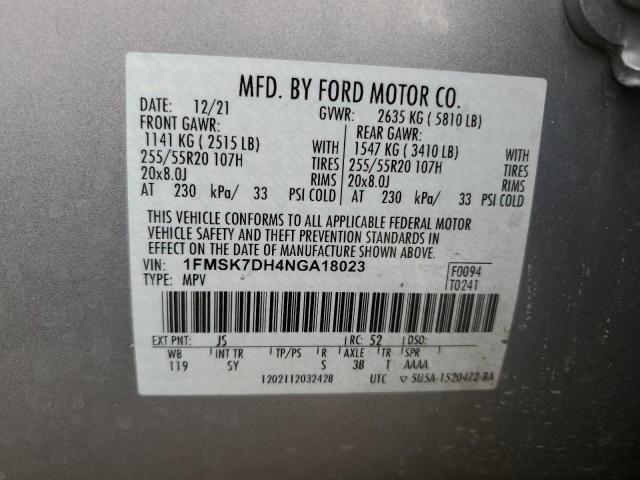 MFD. BY FORD MOTOR CO.
DATE: 12/21 GVWR: 2635 KG ( 5810 LB)
FRONT GAWR: REAR GAWR:
1141 KG ( 2515 LB) 1547 KG ( 3410 LB)
255/55R20 107H TIRES 255/55R20 107H TIRES
20x8.0J RIMS 20x8.0J RIMS
AT 230 kPa/ 33 PSI COLD AT 230 kPa/ 33 PSI COLD
THIS VEHICLE CONFORMS TO ALL APPLICABLE FEDERAL MOTOR
VEHICLE SAFETY AND THEFT PREVENTION STANDARDS IN
EFFECT ON THE DATE OF MANUFACTURE SHOWN ABOVE.
VIN: 1FMSK7DH4NGA18023 F0094
TYPE: MPV T0241
EXT PNT: JS RC: 52 DSO:
WB INT TR TP/PS R AXLE TR SPR
119 SY S 3B T AAAA
1202112032428 UTC ▽ 5U5A-1520472-BA